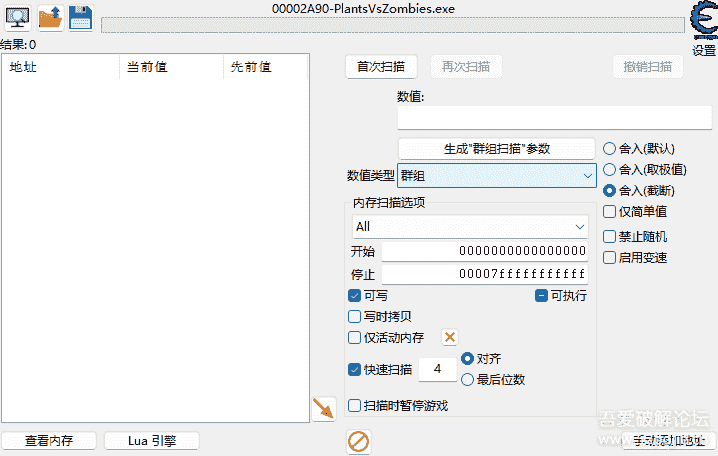 00002A90-PlantsVsZombies.exe
设置
结果:0
地址 当前值 先前值
首次扫描 再次扫描 撤销扫描
数值:
生成"群组扫描"参数
数值类型 群组
舍入(默认)
舍入(取极值)
舍入(截断)
仅简单值
禁止随机
启用变速
内存扫描选项
All
开始 0000000000000000
停止 00007fffffffffff
可写 可执行
写时拷贝
仅活动内存
快速扫描 4
对齐
最后位数
扫描时暂停游戏
查看内存 Lua 引擎 手动添加地址
吾爱破解论坛